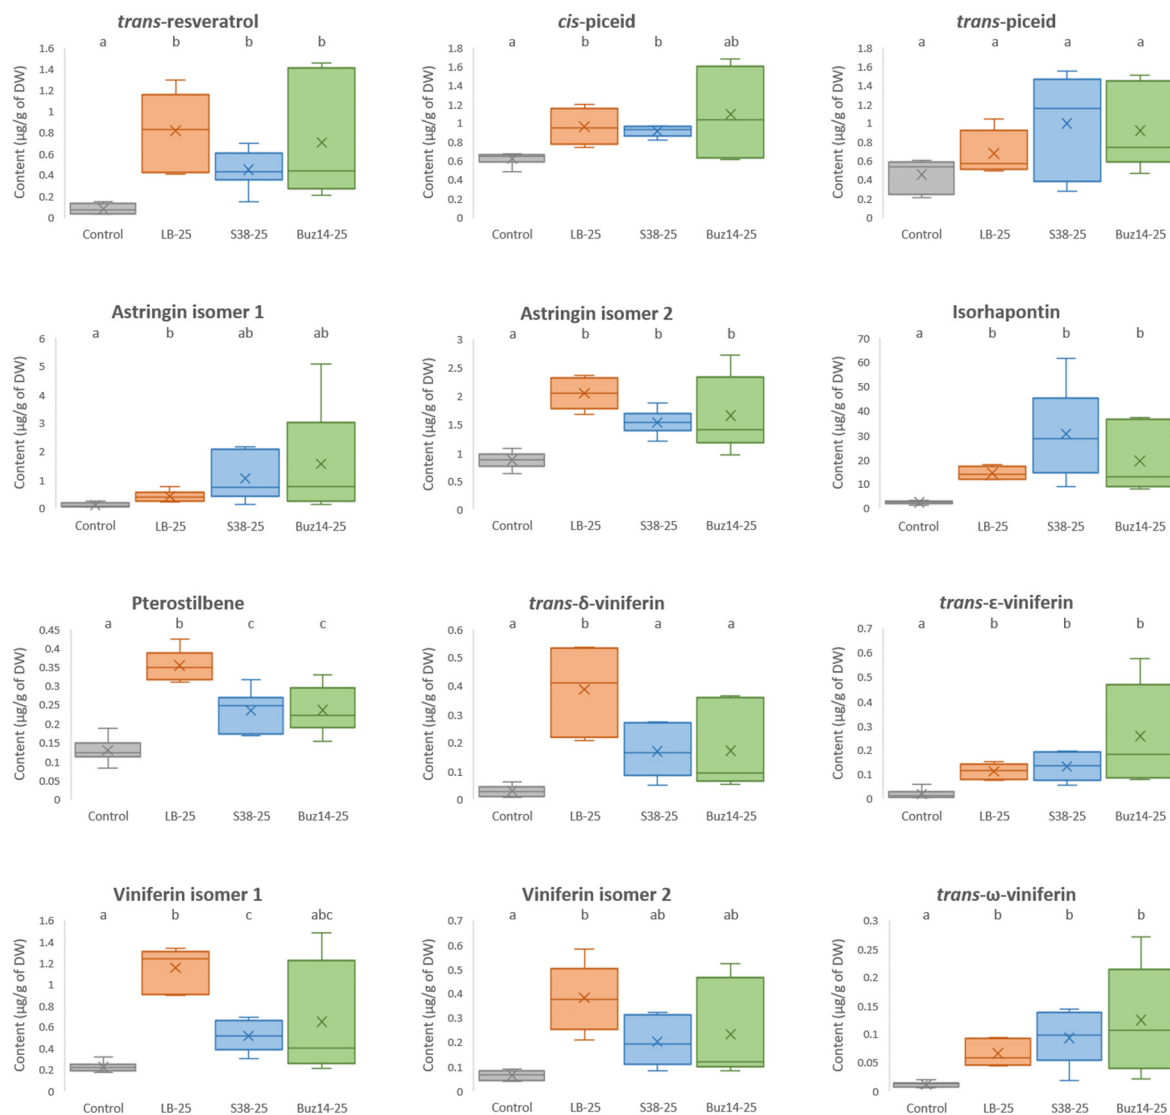 trans-resveratrol
a b b b
Content (µg/g of DW)
1.6
1.4
1.2
1
0.8
0.6
0.4
0.2
0
Control LB-25 S38-25 Buz14-25
cis-piceid
a b b ab
Content (µg/g of DW)
1.8
1.6
1.4
1.2
1
0.8
0.6
0.4
0.2
0
Control LB-25 S38-25 Buz14-25
trans-piceid
a a a a
Content (µg/g of DW)
1.8
1.6
1.4
1.2
1
0.8
0.6
0.4
0.2
0
Control LB-25 S38-25 Buz14-25
Astringin isomer 1
a b ab ab
Content (µg/g of DW)
6
5
4
3
2
1
0
Control LB-25 S38-25 Buz14-25
Astringin isomer 2
a b b b
Content (µg/g of DW)
3
2.5
2
1.5
1
0.5
0
Control LB-25 S38-25 Buz14-25
Isorhapontin
a b b b
Content (µg/g of DW)
70
60
50
40
30
20
10
0
Control LB-25 S38-25 Buz14-25
Pterostilbene
a b c c
Content (µg/g of DW)
0.45
0.4
0.35
0.3
0.25
0.2
0.15
0.1
0.05
0
Control LB-25 S38-25 Buz14-25
trans-δ-viniferin
a b a a
Content (µg/g of DW)
0.6
0.5
0.4
0.3
0.2
0.1
0
Control LB-25 S38-25 Buz14-25
trans-ε-viniferin
a b b b
Content (µg/g of DW)
0.7
0.6
0.5
0.4
0.3
0.2
0.1
0
Control LB-25 S38-25 Buz14-25
Viniferin isomer 1
a b c abc
Content (µg/g of DW)
1.6
1.4
1.2
1
0.8
0.6
0.4
0.2
0
Control LB-25 S38-25 Buz14-25
Viniferin isomer 2
a b ab ab
Content (µg/g of DW)
0.7
0.6
0.5
0.4
0.3
0.2
0.1
0
Control LB-25 S38-25 Buz14-25
trans-ω-viniferin
a b b b
Content (µg/g of DW)
0.3
0.25
0.2
0.15
0.1
0.05
0
Control LB-25 S38-25 Buz14-25